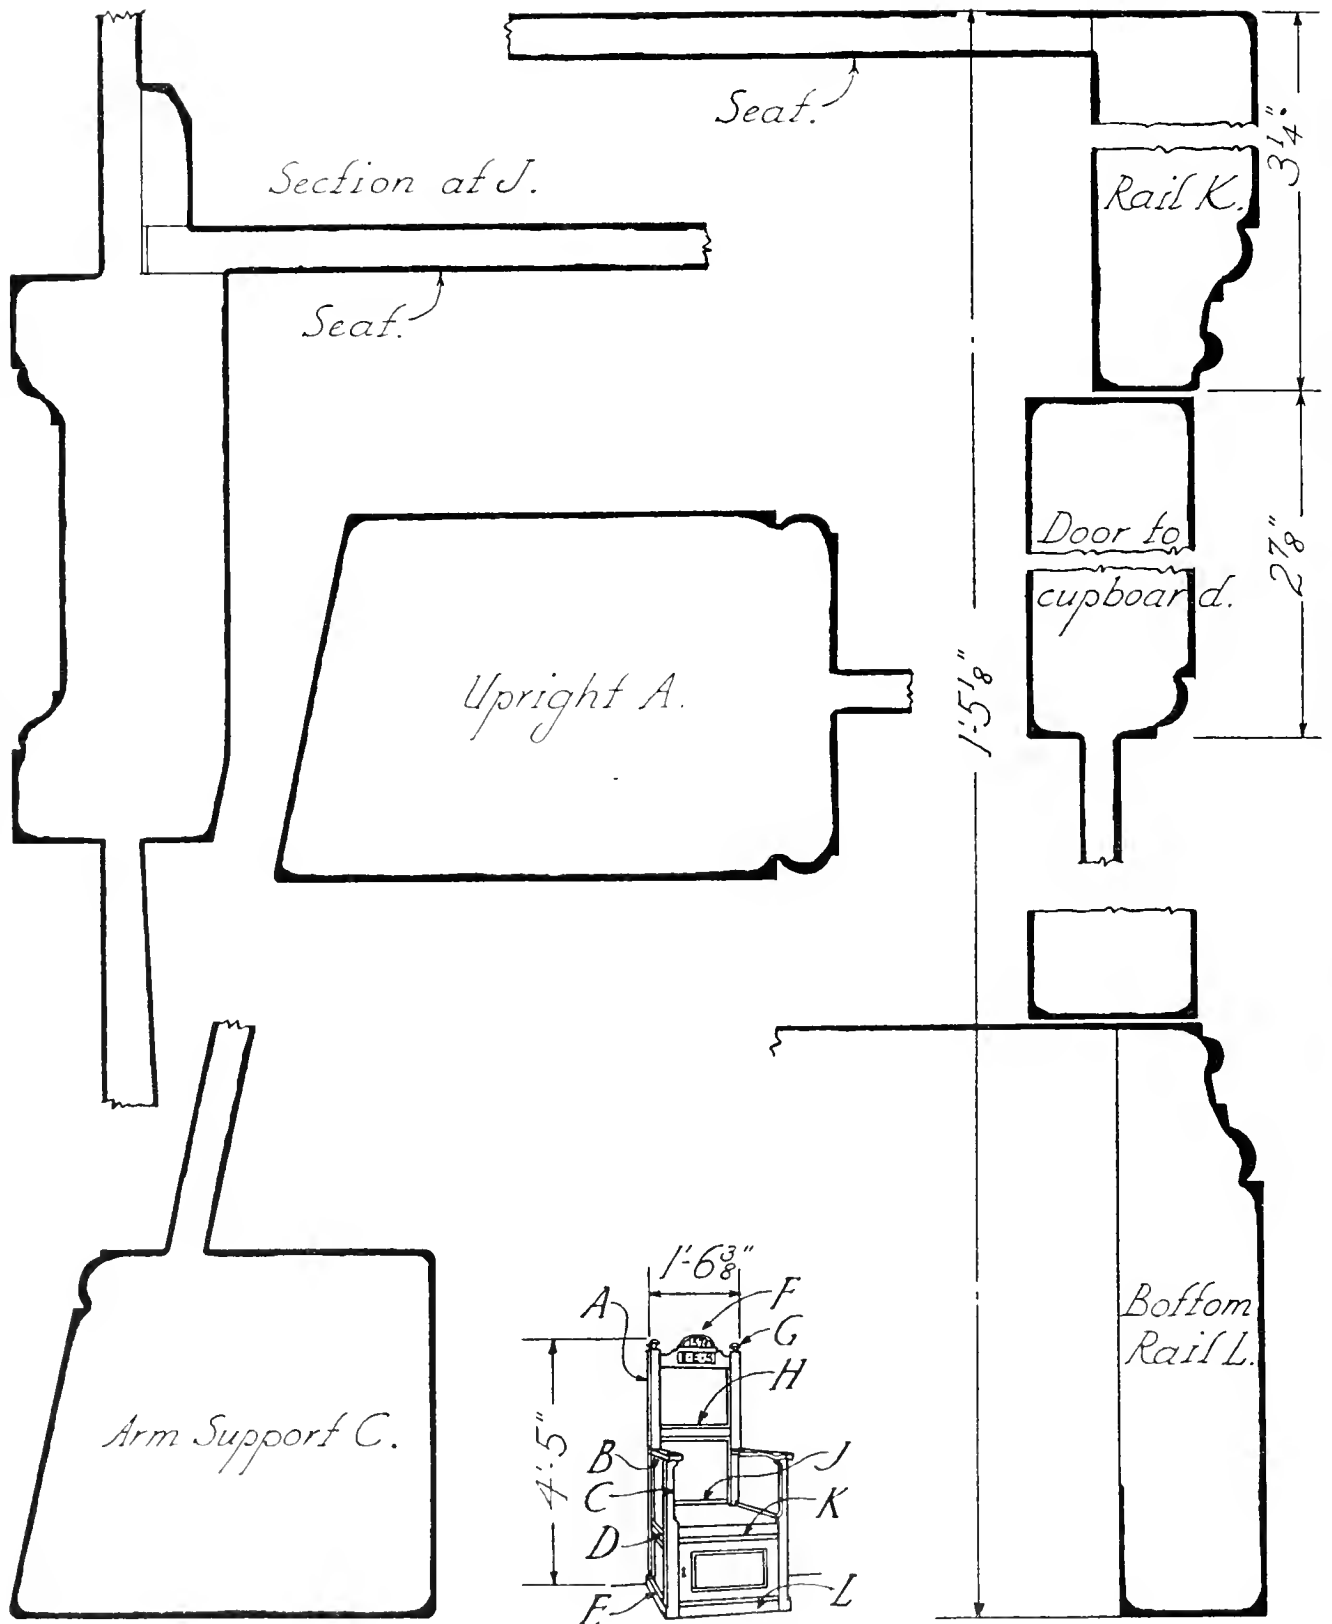 Seat.
3¼"
Section at J.
Rail K.
Seat.
Door to
cupboard.
2⅞"
Upright A.
1'-5⅛"
1'-6⅜"
A
F
G
H
Bottom
Rail L.
Arm Support C.
4'-5"
B
J
C
K
D
E
L